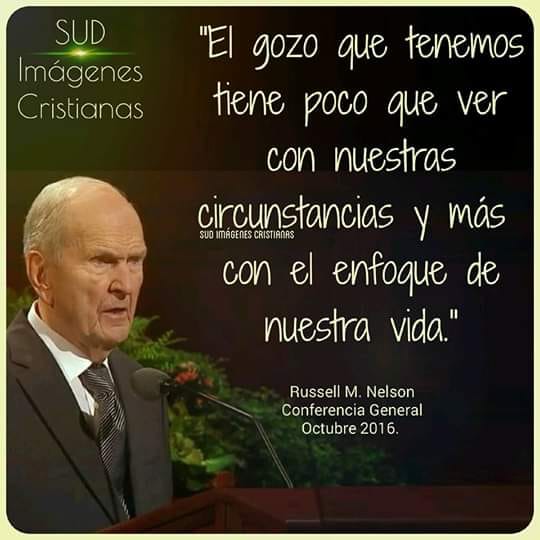 SUD
Imágenes
Cristianas
"El gozo que tenemos
tiene poco que ver
con nuestras
circunstancias y más
SUD IMÁGENES CRISTIANAS
con el enfoque de
nuestra vida."
Russell M. Nelson
Conferencia General
Octubre 2016.